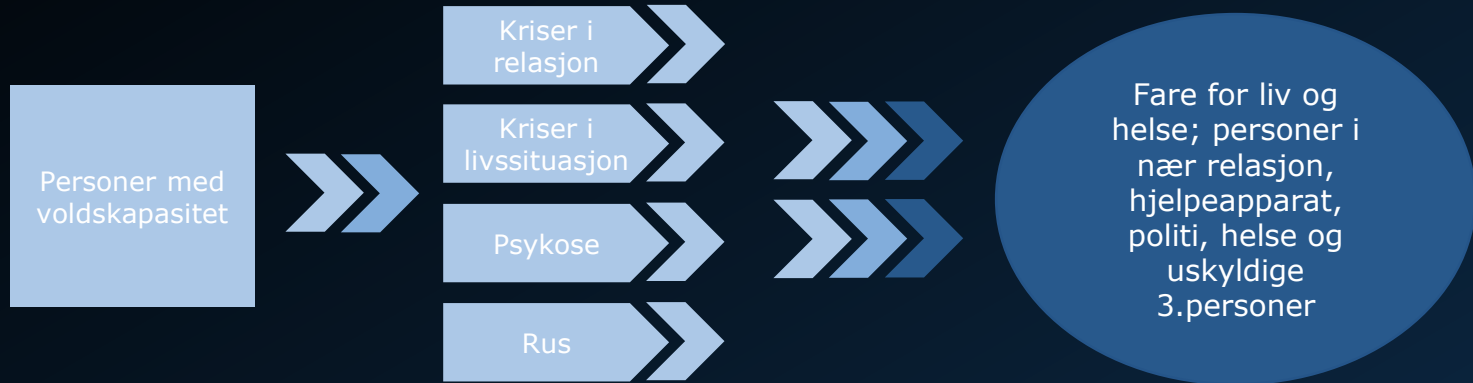 Personer med
voldskapasitet
Kriser i
relasjon
Kriser i
livssituasjon
Psykose
Rus
Fare for liv og
helse; personer i
nær relasjon,
hjelpeapparat,
politi, helse og
uskyldige
3.personer